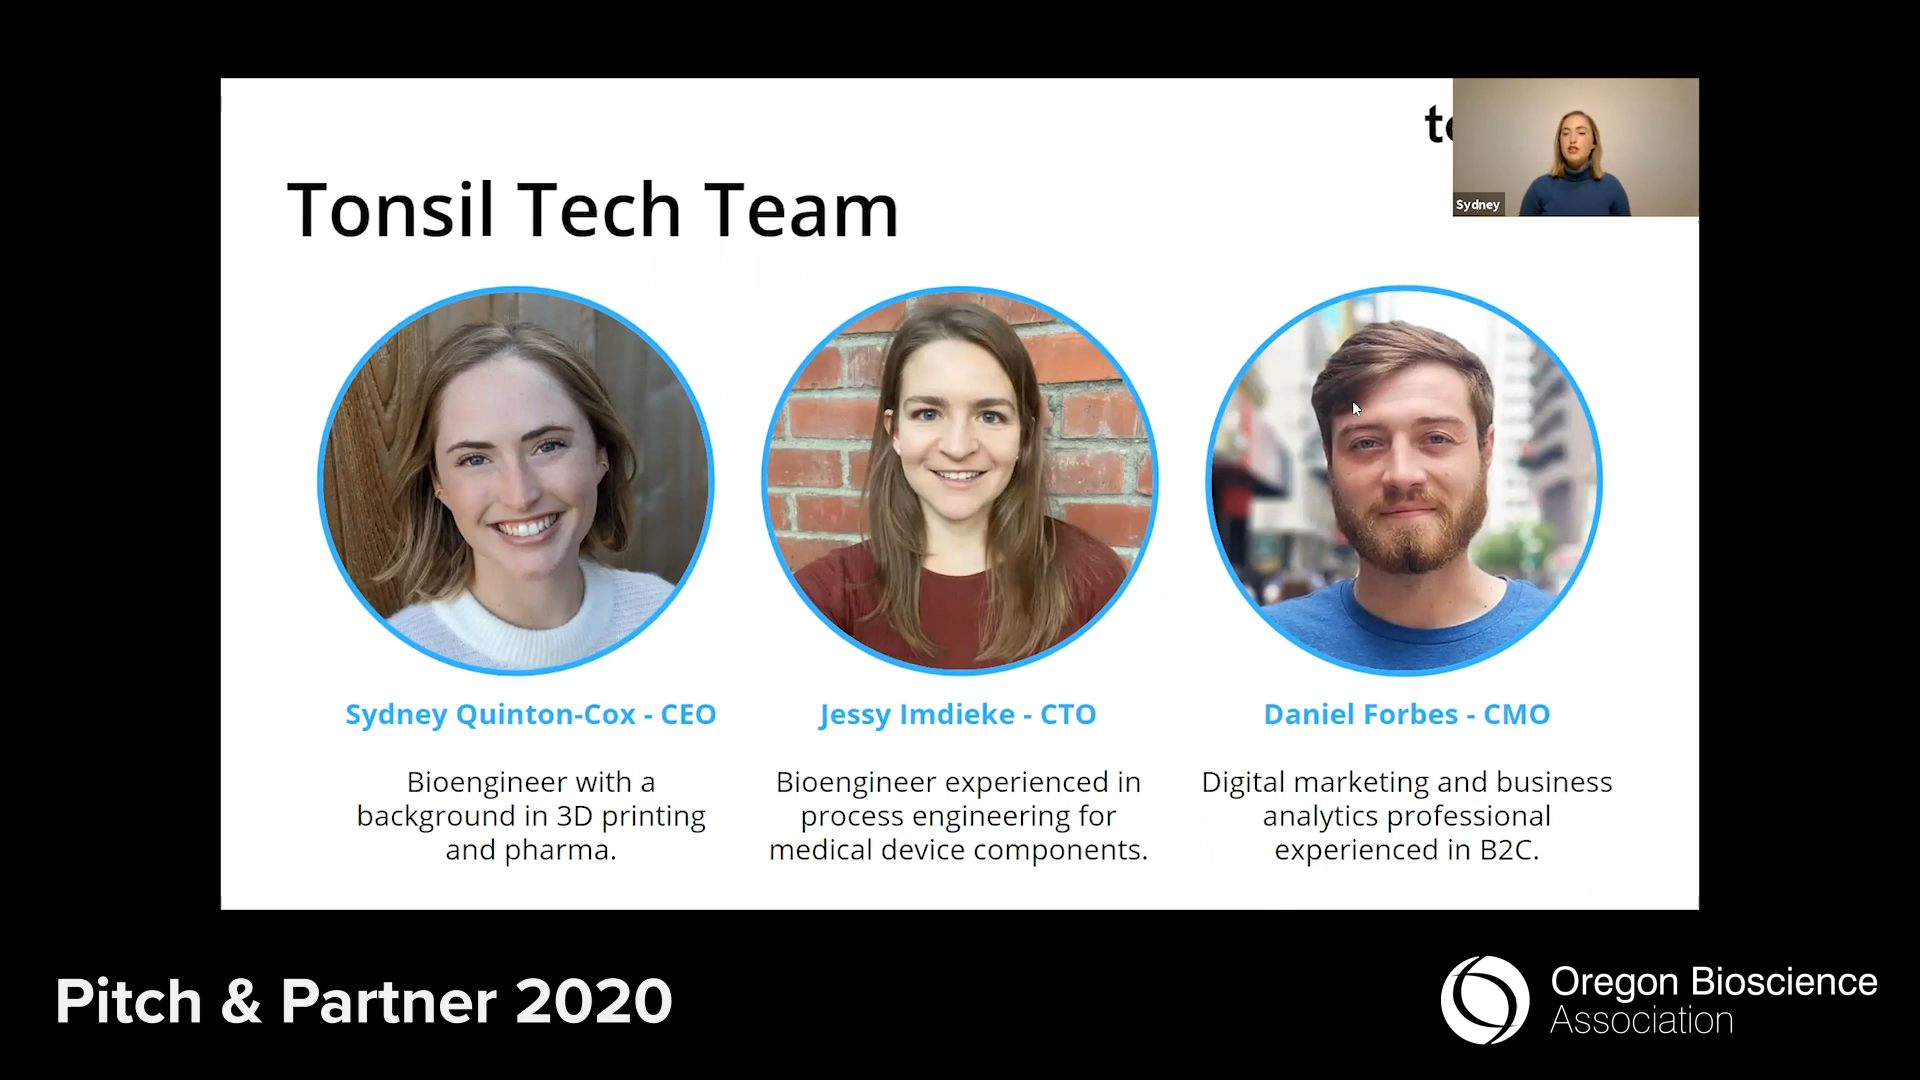 Tonsil Tech Team
Sydney
Sydney Quinton-Cox - CEO
Bioengineer with a
background in 3D printing
and pharma.
Jessy Imdieke - CTO
Bioengineer experienced in
process engineering for
medical device components.
Daniel Forbes - CMO
Digital marketing and business
analytics professional
experienced in B2C.
Pitch & Partner 2020
Oregon Bioscience
Association